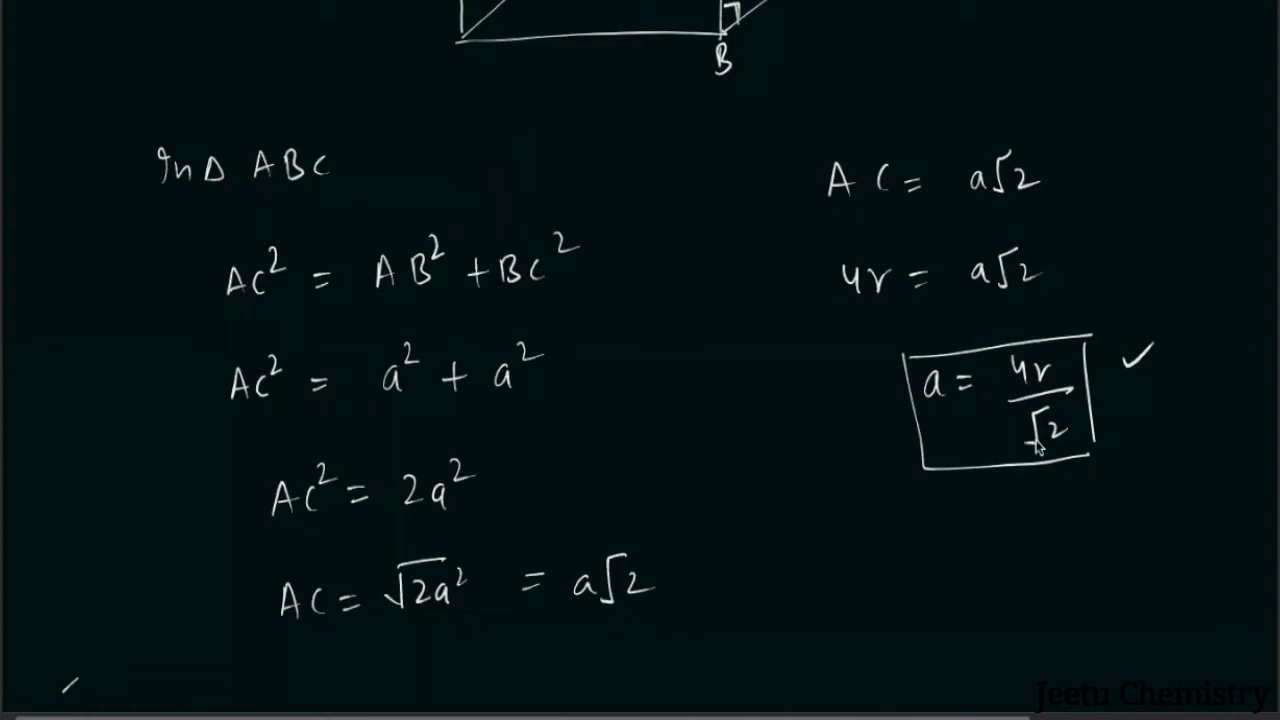 B
In Δ ABC
AC² = AB² + BC²
AC² = a² + a²
AC² = 2a²
AC = √2a² = a√2
AC = a√2
4r = a√2
a = 4r/√2 ✓
Jeetu Chemistry